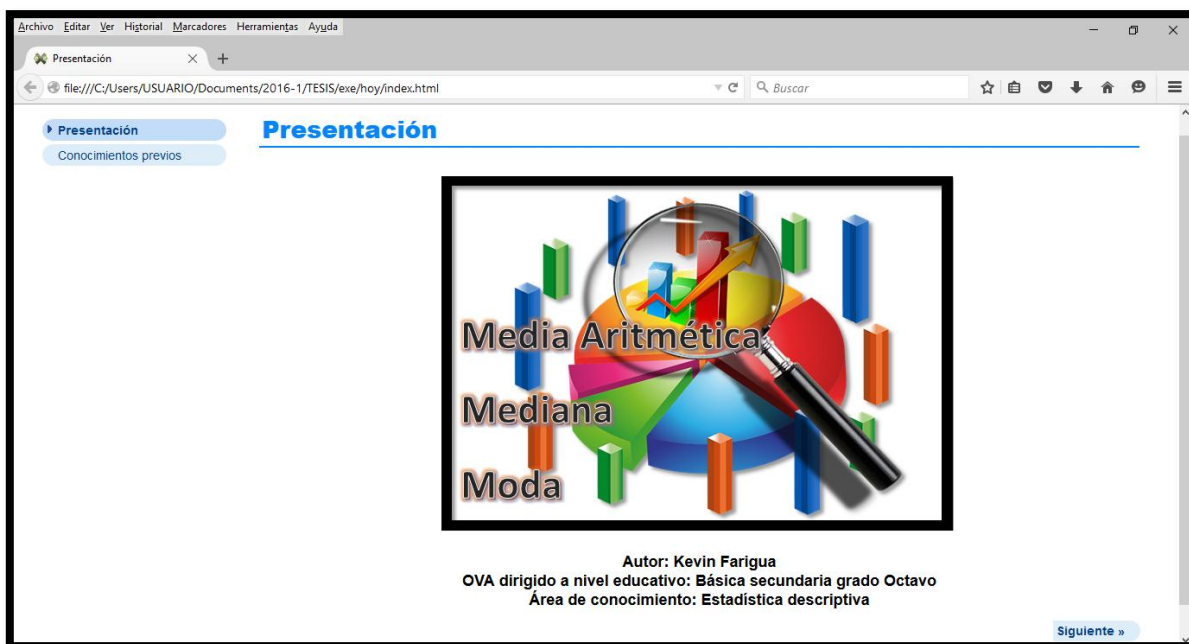 Archivo Editar Ver Historial Marcadores Herramientas Ayuda
Presentación
file:///C:/Users/USUARIO/Documents/2016-1/TESIS/exe/hoy/index.html
Buscar
Presentación
Conocimientos previos
Presentación
Media Aritmética
Mediana
Moda
Autor: Kevin Farigua
OVA dirigido a nivel educativo: Básica secundaria grado Octavo
Área de conocimiento: Estadística descriptiva
Siguiente »